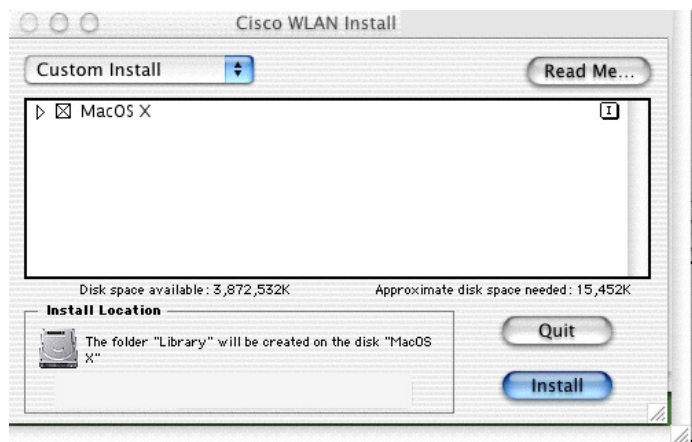 Cisco WLAN Install
Custom Install
Read Me...
MacOS X
I
Disk space available: 3,872,532K
Approximate disk space needed: 15,452K
Install Location
The folder "Library" will be created on the disk "MacOS
X"
Quit
Install